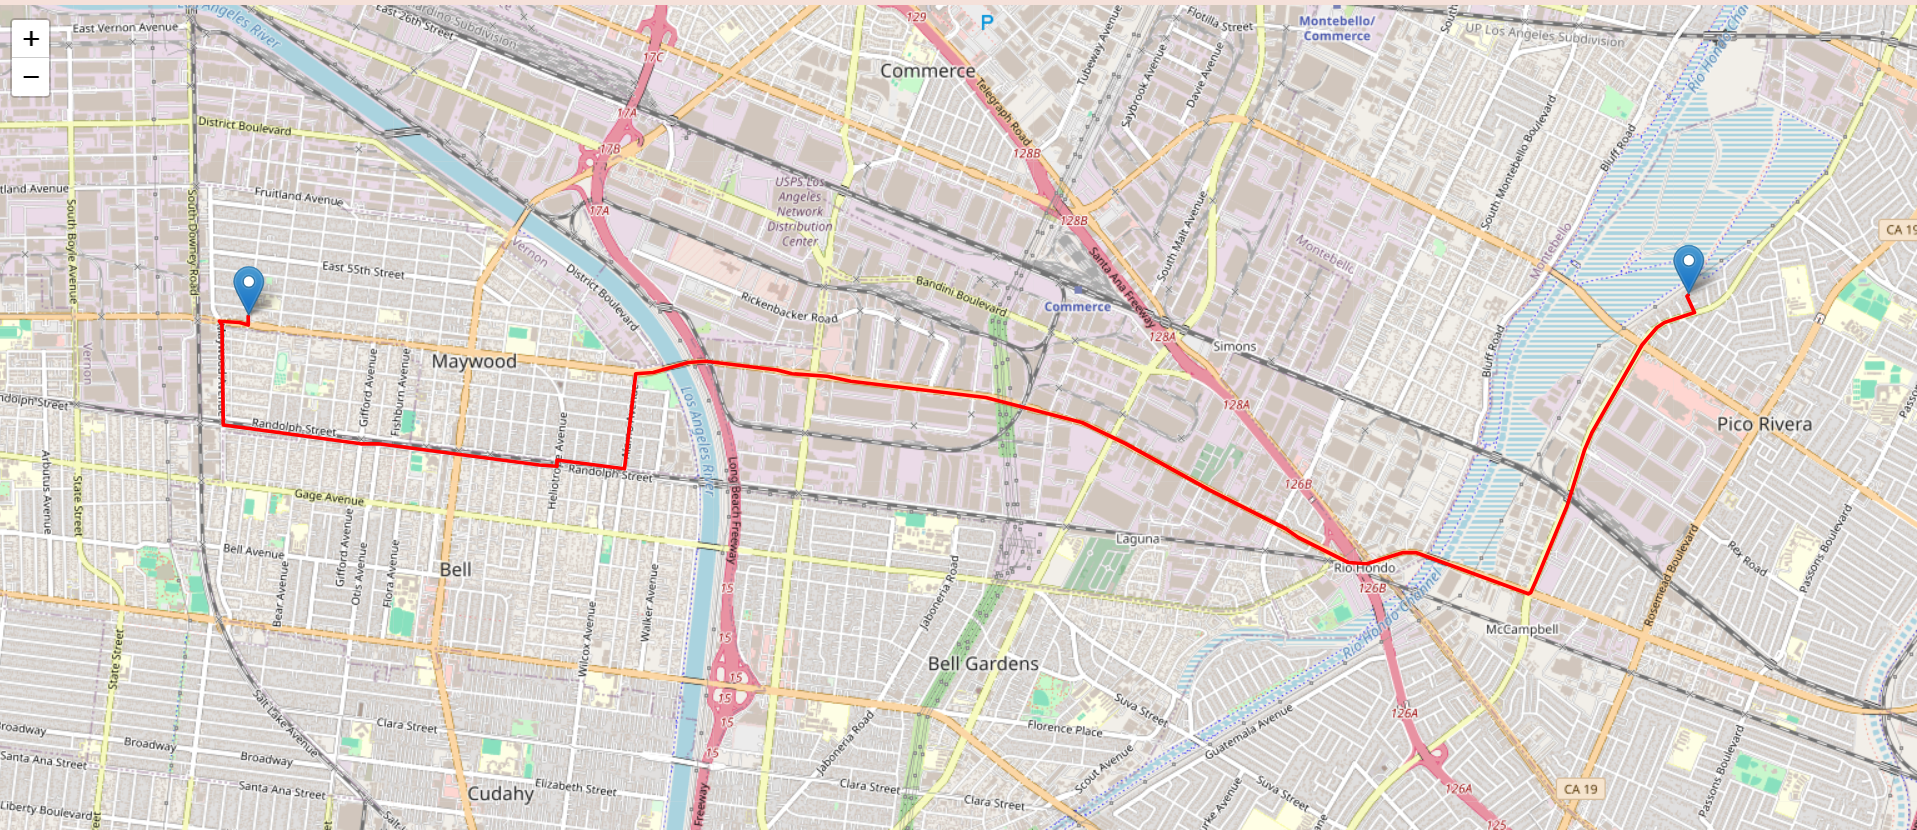 +
−
East Vernon Avenue
Los Angeles River
East 26th Street
San Bernardino Subdivision
17C
129
P
Flotilla Street
Tubeway Avenue
Montebello/
Commerce
South
UP Los Angeles Subdivision
Rio Hondo
Commerce
Telegraph Road
Saybrook Avenue
Davie Avenue
17A
District Boulevard
17B
128B
Bluff Road
South Montebello Boulevard
tland Avenue
Fruitland Avenue
South Boyle Avenue
South Downey Road
USPS Los
Angeles
Network
Distribution
Center
17A
128B
South Malt Avenue
CA 19
Vernon
Montebello
Montebello
East 55th Street
District Boulevard
Santa Ana Freeway
Rickenbacker Road
Bandini Boulevard
Commerce
128A
Simons
Bluff Road
Vernon
Maywood
Gifford Avenue
Fishburn Avenue
Los Angeles River
128A
Pico Rivera
Passons
ndolph Street
Randolph Street
Heliotrope Avenue
Randolph Street
Arbutus Avenue
State Street
Gage Avenue
Long Beach Freeway
126B
Bell Avenue
Gifford Avenue
Otis Avenue
Flora Avenue
Bear Avenue
Bell
Wilcox Avenue
Walker Avenue
15
Jaboneria Road
Laguna
Rio Hondo
126B
Rio Hondo Channel
McCampbell
Rosemead Boulevard
Rex Road
Passons Boulevard
15
15
15
15
State Street
Salt Lake Avenue
Bell Gardens
Suva Street
Florence Place
Guatemala Avenue
126A
Clara Street
Broadway
Broadway
Broadway
15
Jaboneria Road
Scout Avenue
Passons Boulevard
Santa Ana Street
Santa Ana Street
Elizabeth Street
Clara Street
Clara Street
Suva Street
126A
CA 19
Cudahy
Liberty Boulevard
Salt
Freeway
125